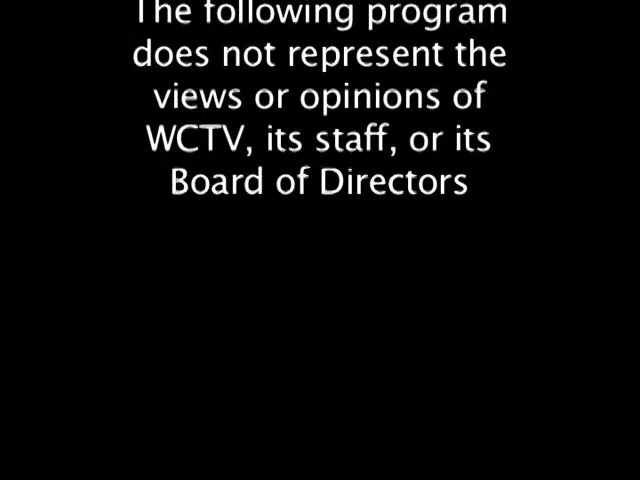 The following program
does not represent the
views or opinions of
WCTV, its staff, or its
Board of Directors